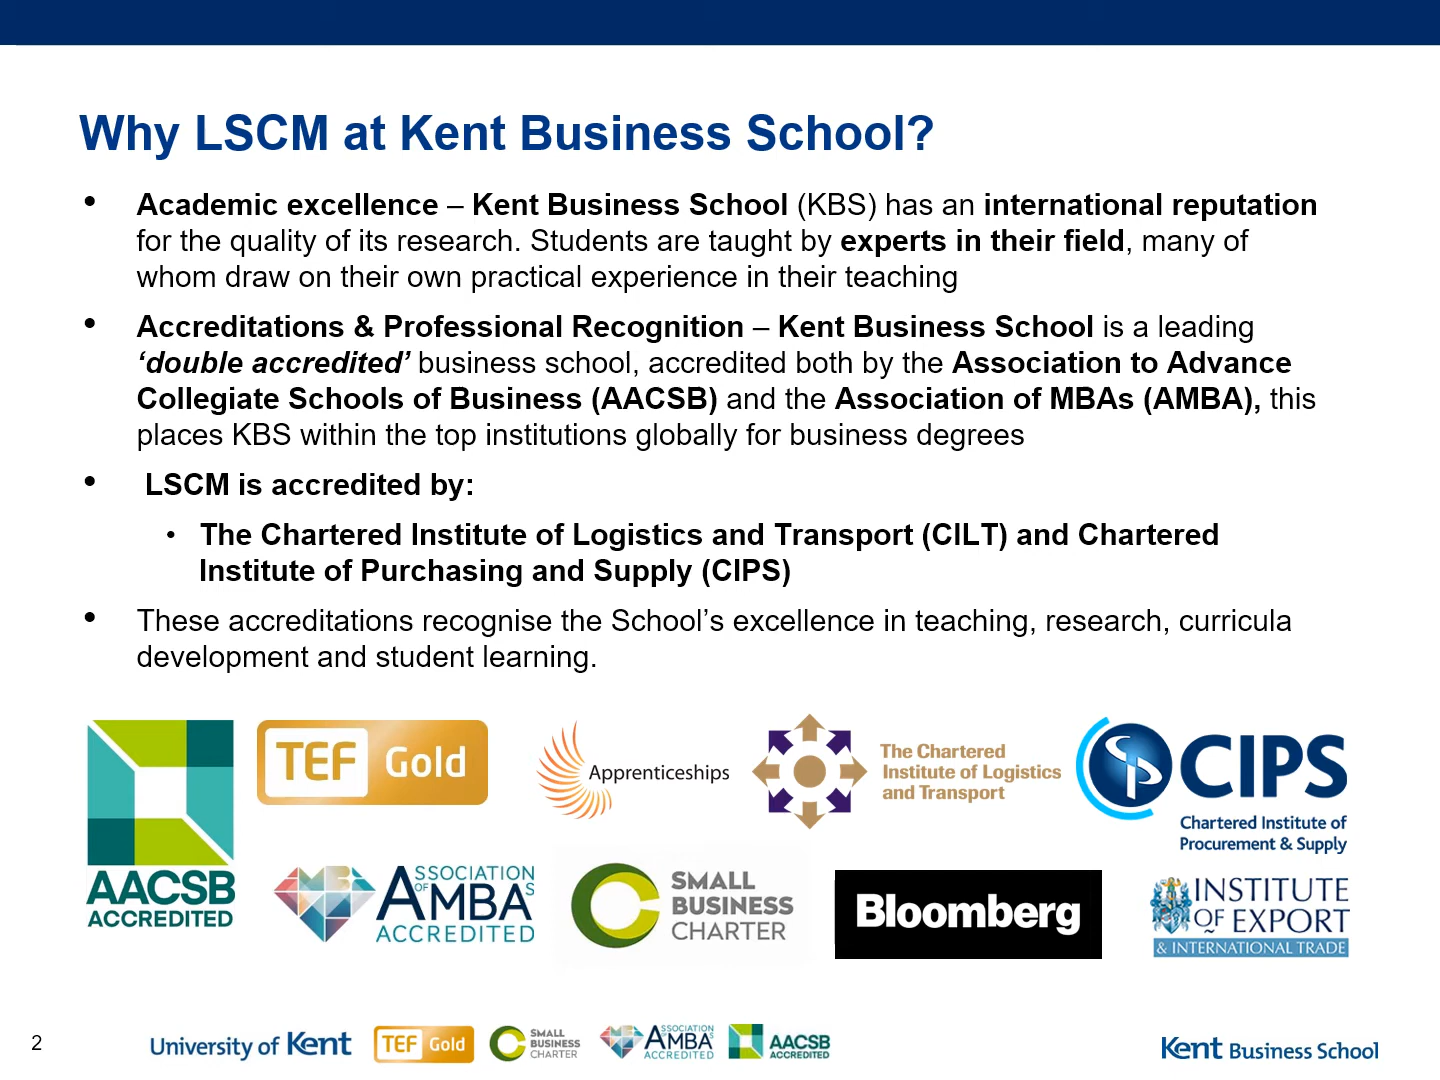 Why LSCM at Kent Business School?
• Academic excellence – Kent Business School (KBS) has an international reputation
for the quality of its research. Students are taught by experts in their field, many of
whom draw on their own practical experience in their teaching
• Accreditations & Professional Recognition – Kent Business School is a leading
‘double accredited’ business school, accredited both by the Association to Advance
Collegiate Schools of Business (AACSB) and the Association of MBAs (AMBA), this
places KBS within the top institutions globally for business degrees
• LSCM is accredited by:
• The Chartered Institute of Logistics and Transport (CILT) and Chartered
Institute of Purchasing and Supply (CIPS)
• These accreditations recognise the School’s excellence in teaching, research, curricula
development and student learning.
AACSB
ACCREDITED
TEF Gold
Apprenticeships
The Chartered
Institute of Logistics
and Transport
CIPS
Chartered Institute of
Procurement & Supply
ASSOCIATION
OF AMBAS
ACCREDITED
SMALL
BUSINESS
CHARTER
Bloomberg
INSTITUTE
OF EXPORT
& INTERNATIONAL TRADE
2
University of Kent
TEF Gold
SMALL
BUSINESS
CHARTER
ASSOCIATION
OF AMBAS
ACCREDITED
AACSB
ACCREDITED
Kent Business School